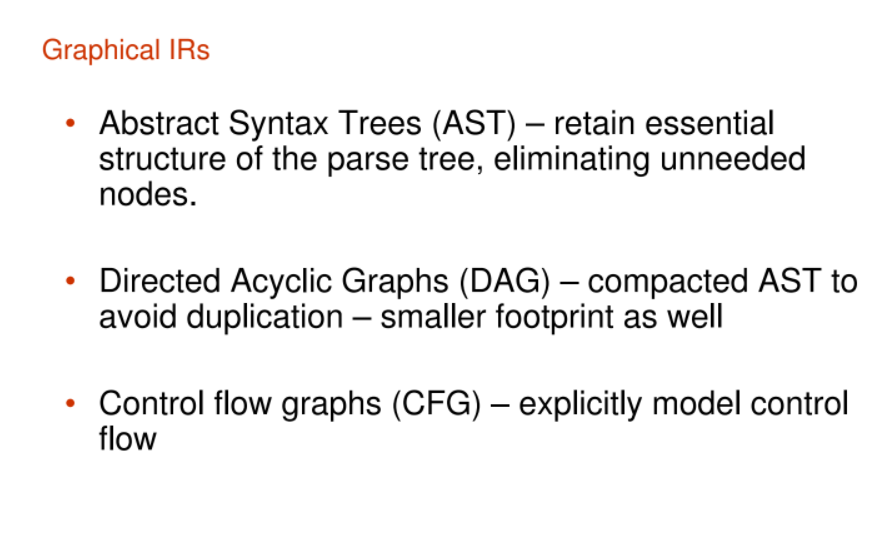 Graphical IRs
• Abstract Syntax Trees (AST) – retain essential
structure of the parse tree, eliminating unneeded
nodes.
• Directed Acyclic Graphs (DAG) – compacted AST to
avoid duplication – smaller footprint as well
• Control flow graphs (CFG) – explicitly model control
flow